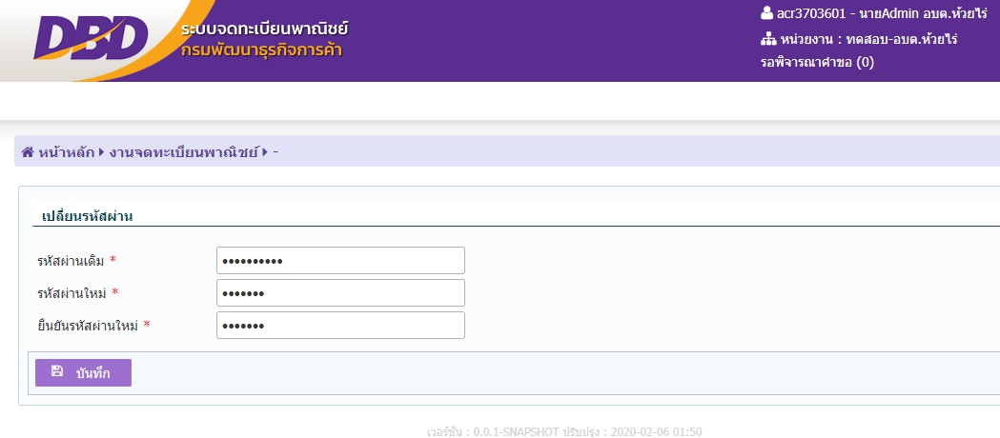 DBD
ระบบจดทะเบียนพาณิชย์
กรมพัฒนาธุรกิจการค้า
acr3703601 - นายAdmin อบต.ห้วยไร่
หน่วยงาน : ทดสอบ-อบต.ห้วยไร่
รอพิจารณาคำขอ (0)
หน้าหลัก งานจดทะเบียนพาณิชย์ -
เปลี่ยนรหัสผ่าน
รหัสผ่านเดิม * ••••••••••
รหัสผ่านใหม่ * •••••••
ยืนยันรหัสผ่านใหม่ * •••••••
บันทึก
เวอร์ชั่น : 0.0.1-SNAPSHOT ปรับปรุง : 2020-02-06 01:50